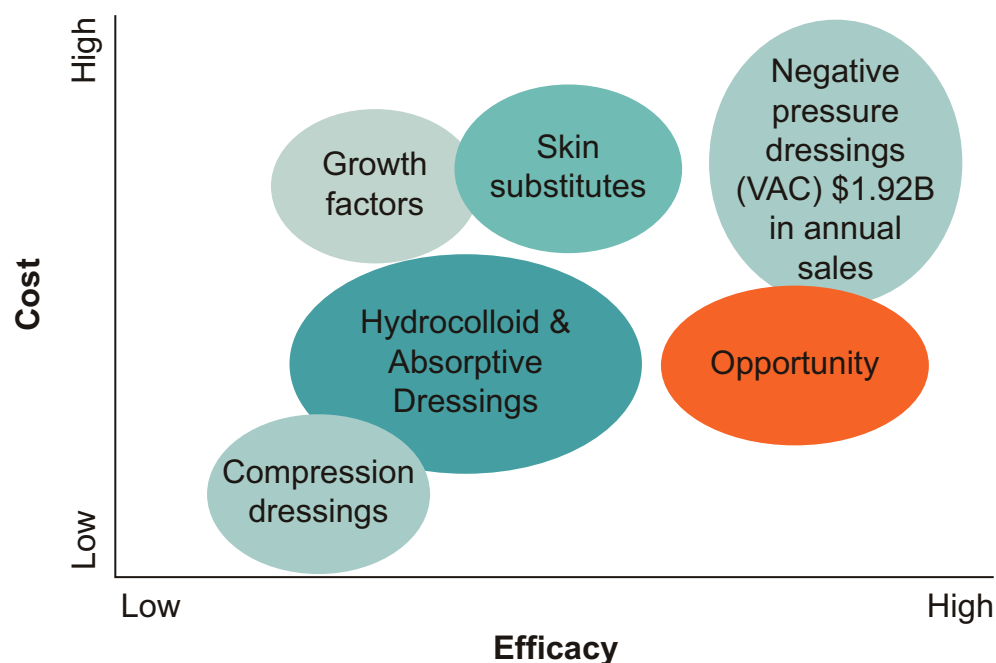 High
Cost
Low
Growth
factors
Skin
substitutes
Negative
pressure
dressings
(VAC) $1.92B
in annual
sales
Hydrocolloid &
Absorptive
Dressings
Opportunity
Compression
dressings
Low
High
Efficacy